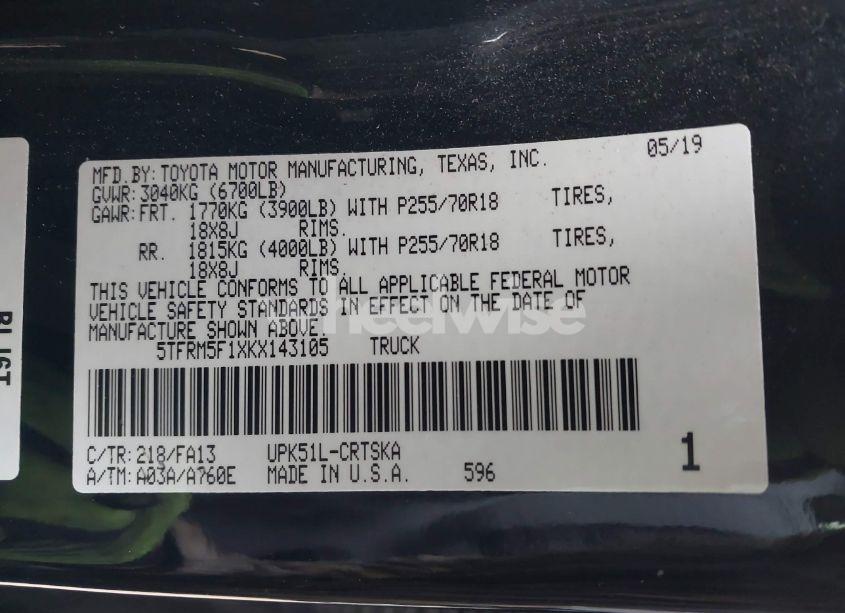 MFD.BY: TOYOTA MOTOR MANUFACTURING, TEXAS, INC. 05/19
GVWR: 3040KG (6700LB)
GAWR: FRT. 1770KG (3900LB) WITH P255/70R18 TIRES,
18X8J RIMS.
RR. 1815KG (4000LB) WITH P255/70R18 TIRES,
18X8J RIMS.
THIS VEHICLE CONFORMS TO ALL APPLICABLE FEDERAL MOTOR
VEHICLE SAFETY STANDARDS IN EFFECT ON THE DATE OF
MANUFACTURE SHOWN ABOVE.
5TFRM5F1XKX143105 TRUCK
C/TR: 218/FA13 UPK51L-CRTSKA
A/TM: A03A/A760E MADE IN U.S.A. 596
1